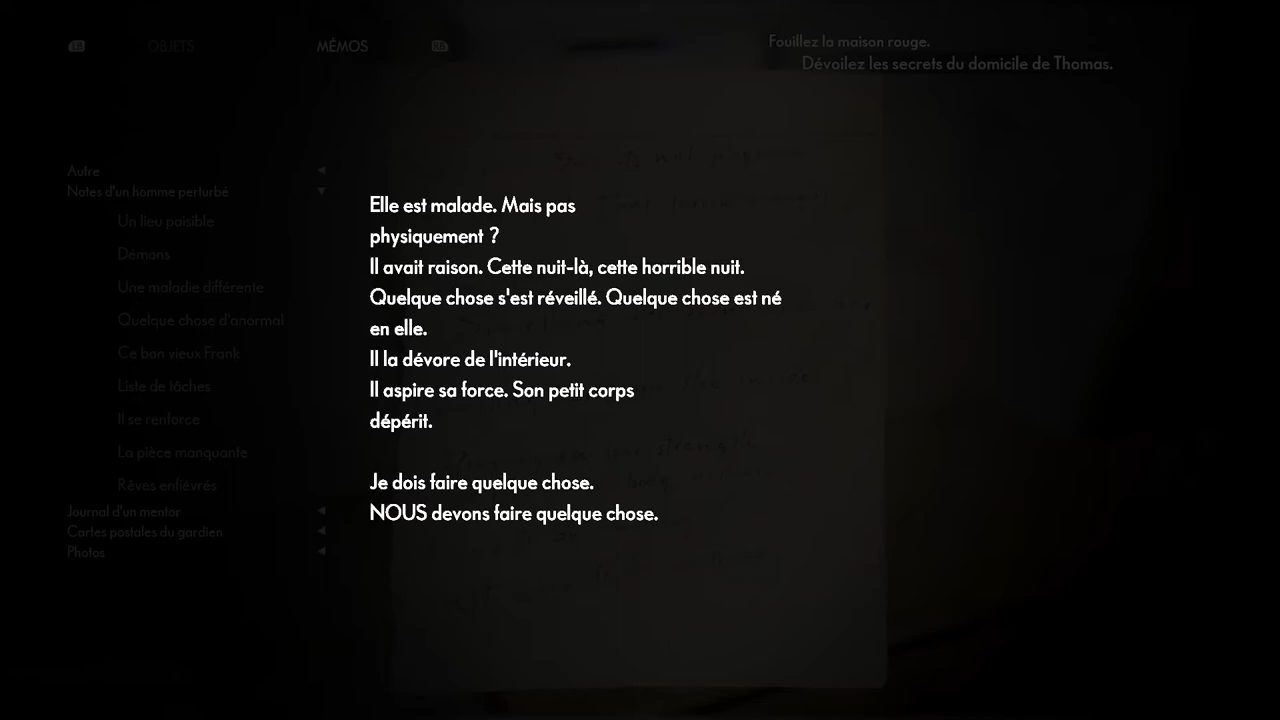 LB
OBJETS
MÉMOS
RB
Fouillez la maison rouge.
Dévoilez les secrets du domicile de Thomas.
Autre
Notes d'un homme perturbé
Un lieu paisible
Démons
Une maladie différente
Quelque chose d'anormal
Ce bon vieux Frank
Liste de tâches
Il se renforce
La pièce manquante
Rêves enfiévrés
Journal d'un mentor
Cartes postales du gardien
Photos
Elle est malade. Mais pas
physiquement ?
Il avait raison. Cette nuit-là, cette horrible nuit.
Quelque chose s'est réveillé. Quelque chose est né
en elle.
Il la dévore de l'intérieur.
Il aspire sa force. Son petit corps
dépérit.
Je dois faire quelque chose.
NOUS devons faire quelque chose.